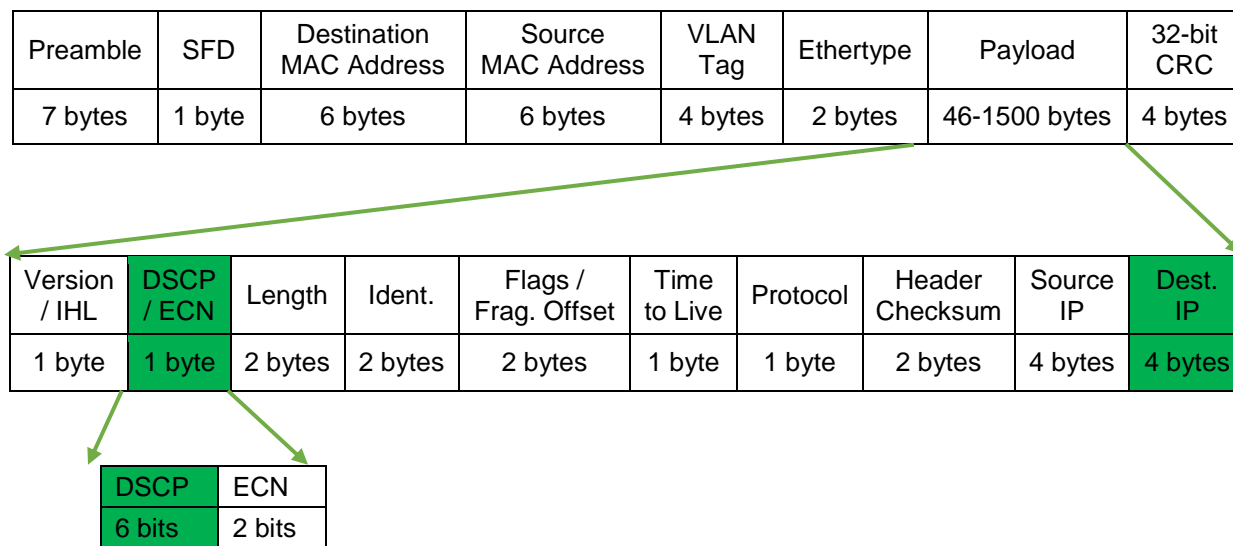 Preamble SFD Destination MAC Address Source MAC Address VLAN Tag Ethertype Payload 32-bit CRC
7 bytes 1 byte 6 bytes 6 bytes 4 bytes 2 bytes 46-1500 bytes 4 bytes
Version / IHL DSCP / ECN Length Ident. Flags / Frag. Offset Time to Live Protocol Header Checksum Source IP Dest. IP
1 byte 1 byte 2 bytes 2 bytes 2 bytes 1 byte 1 byte 2 bytes 4 bytes 4 bytes
DSCP ECN
6 bits 2 bits